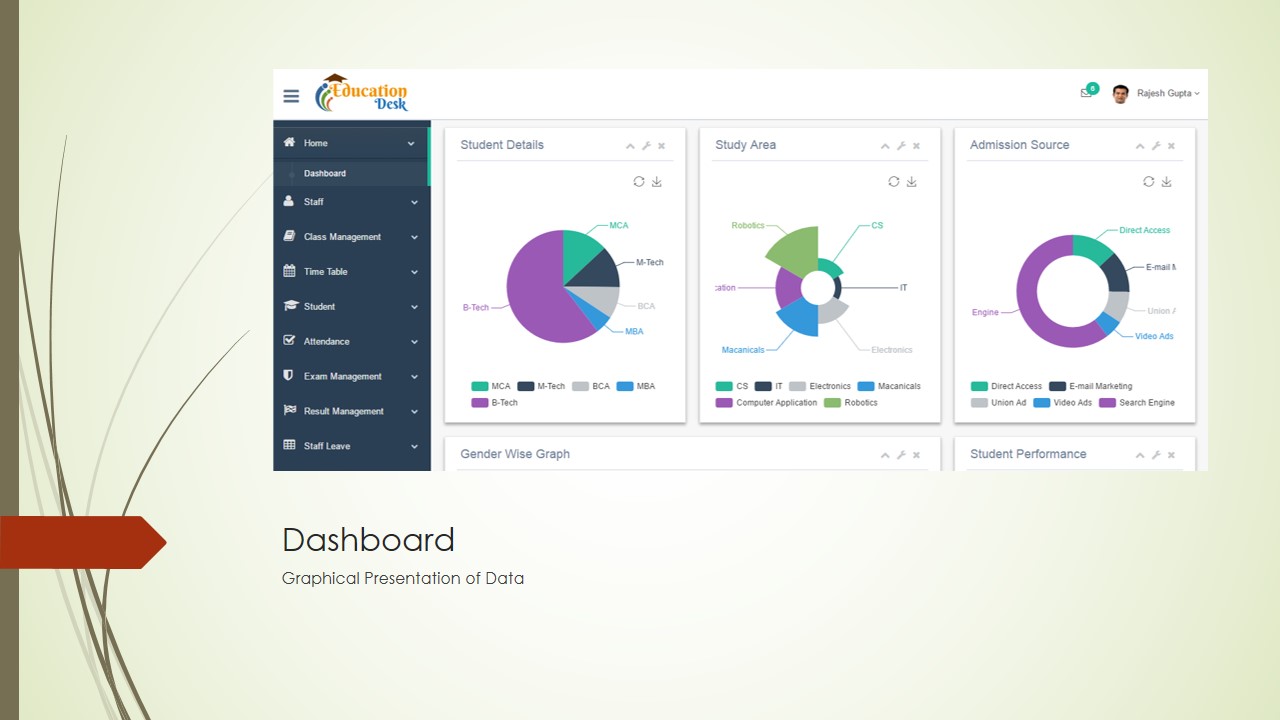 Education
Desk
6
Rajesh Gupta
Home
Dashboard
Staff
Class Management
Time Table
Student
Attendance
Exam Management
Result Management
Staff Leave
Student Details
MCA
M-Tech
BCA
MBA
B-Tech
MCA M-Tech BCA MBA
B-Tech
Study Area
Robotics
CS
IT
Electronics
Macanicals
CS IT Electronics Macanicals
Computer Application Robotics
Admission Source
Direct Access
E-mail
Union
Video Ads
Engine
Direct Access E-mail Marketing
Union Ad Video Ads Search Engine
Gender Wise Graph
Student Performance
Dashboard
Graphical Presentation of Data